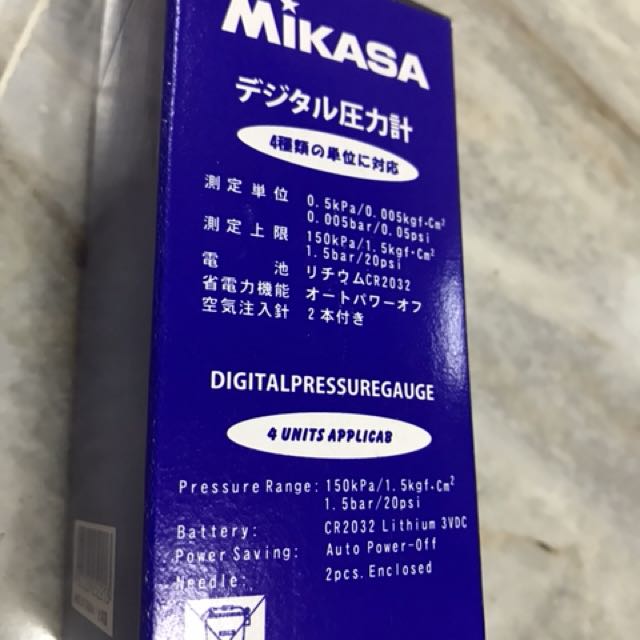 MiKASA
デジタル圧力計
4種類の単位に対応
測定単位 0.5kPa/0.005kgf・Cm²
0.005bar/0.05psi
測定上限 150kPa/1.5kgf・Cm²
1.5bar/20psi
電池 リチウムCR2032
省電力機能 オートパワーオフ
空気注入針 2本付き
DIGITALPRESSUREGAUGE
4 UNITS APPLICAB
Pressure Range: 150kPa/1.5kgf.Cm²
1.5bar/20psi
Battery: CR2032 Lithium 3VDC
Power Saving: Auto Power-Off
Needle: 2pcs. Enclosed